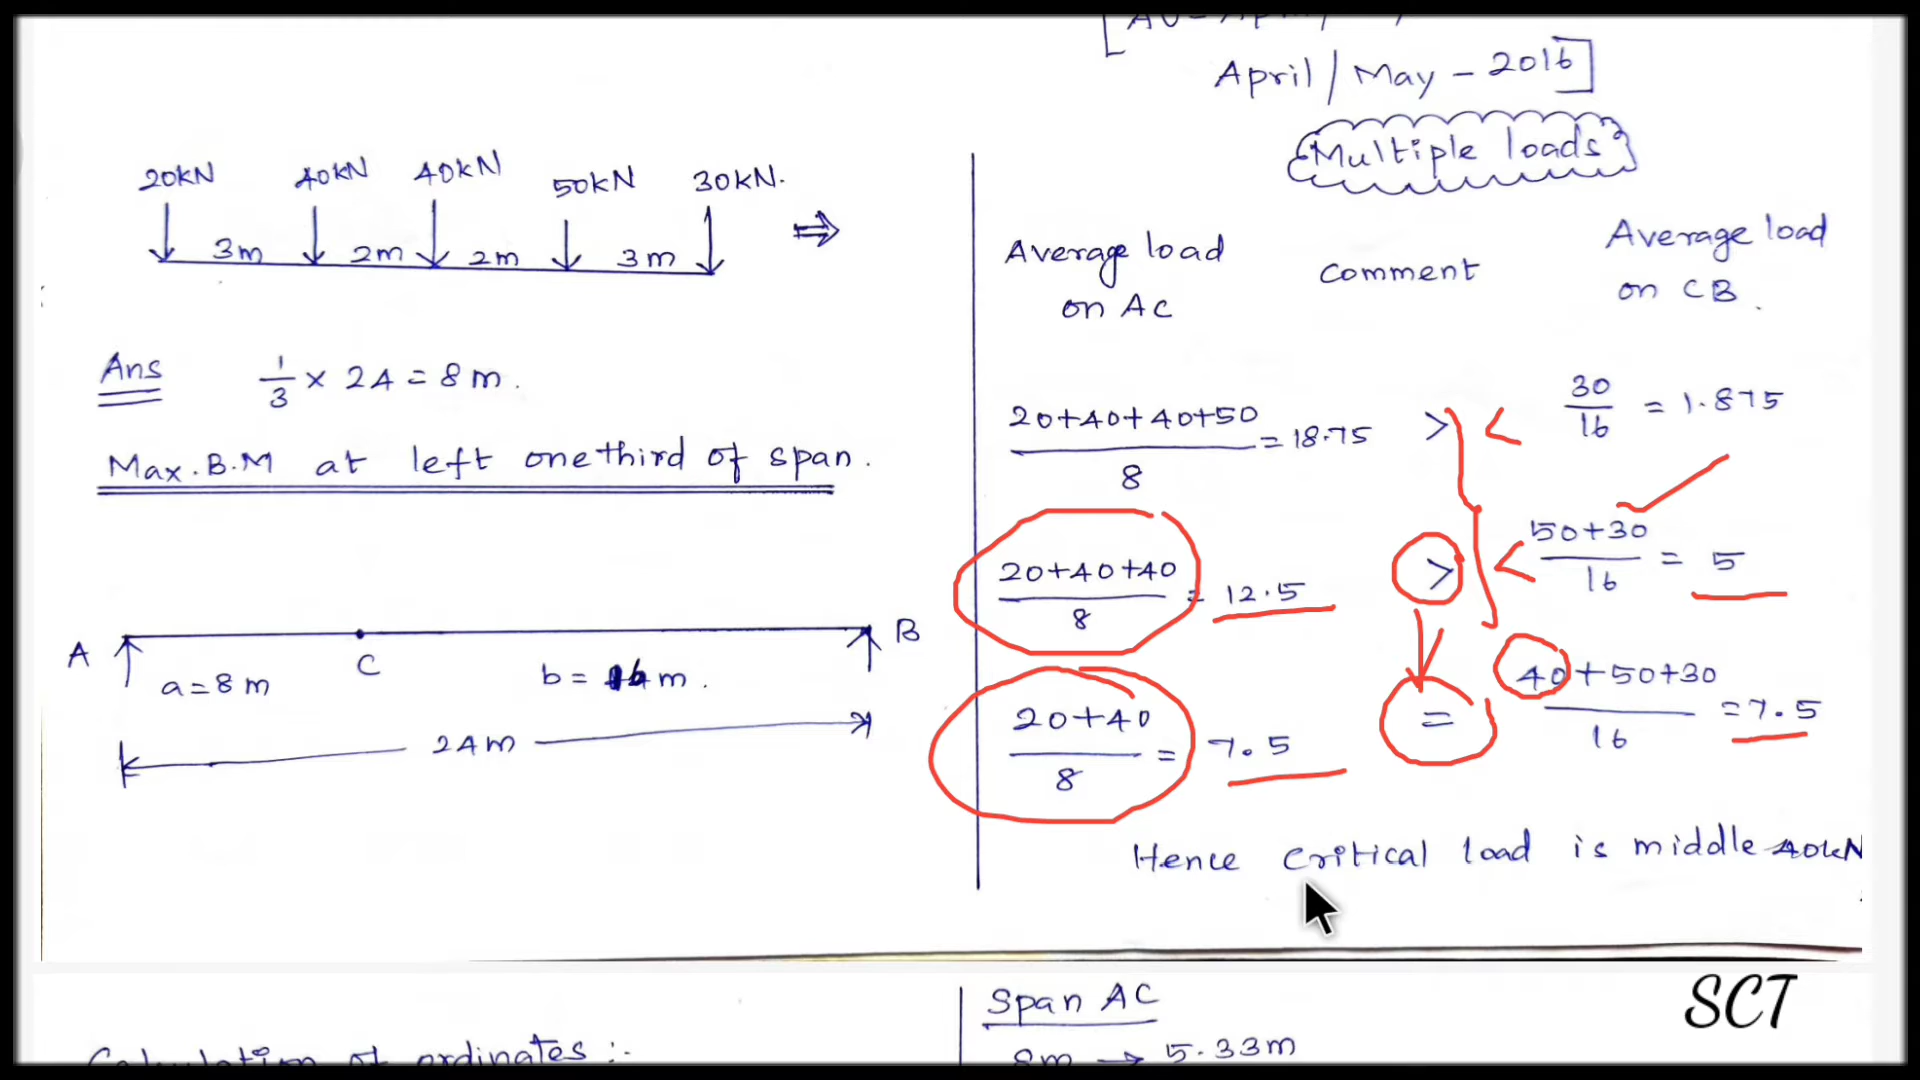 April / May - 2016]
Multiple loads
20kN 40kN 40kN 50kN 30kN.
3m 2m 2m 3m ⇒
Ans 1/3 × 24 = 8m.
Max. B.M at left one third of span.
A B
C
a = 8m b = 16m.
24m
Average load on AC
comment
Average load on CB.
20+40+40+50 / 8 = 18.75 > < 30/16 = 1.875
20+40+40 / 8 = 12.5 > < 50+30 / 16 = 5
20+40 / 8 = 7.5 = 40+50+30 / 16 = 7.5
Hence critical load is middle 40kN
SCT
Calculation of ordinates :-
Span AC
8m → 5.33m